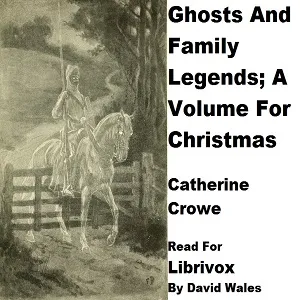 Ghosts And
Family
Legends; A
Volume For
Christmas
Catherine
Crowe
Read For
Librivox
By David Wales